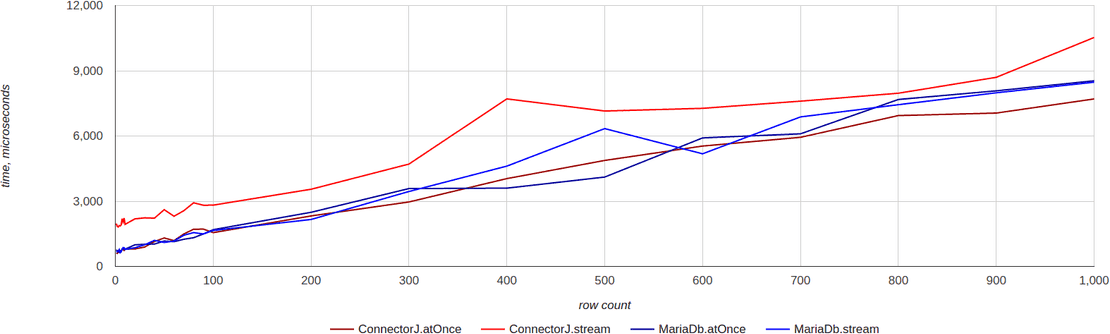 12,000
9,000
6,000
3,000
0
time, microseconds
0 100 200 300 400 500 600 700 800 900 1,000
row count
ConnectorJ.atOnce ConnectorJ.stream MariaDb.atOnce MariaDb.stream